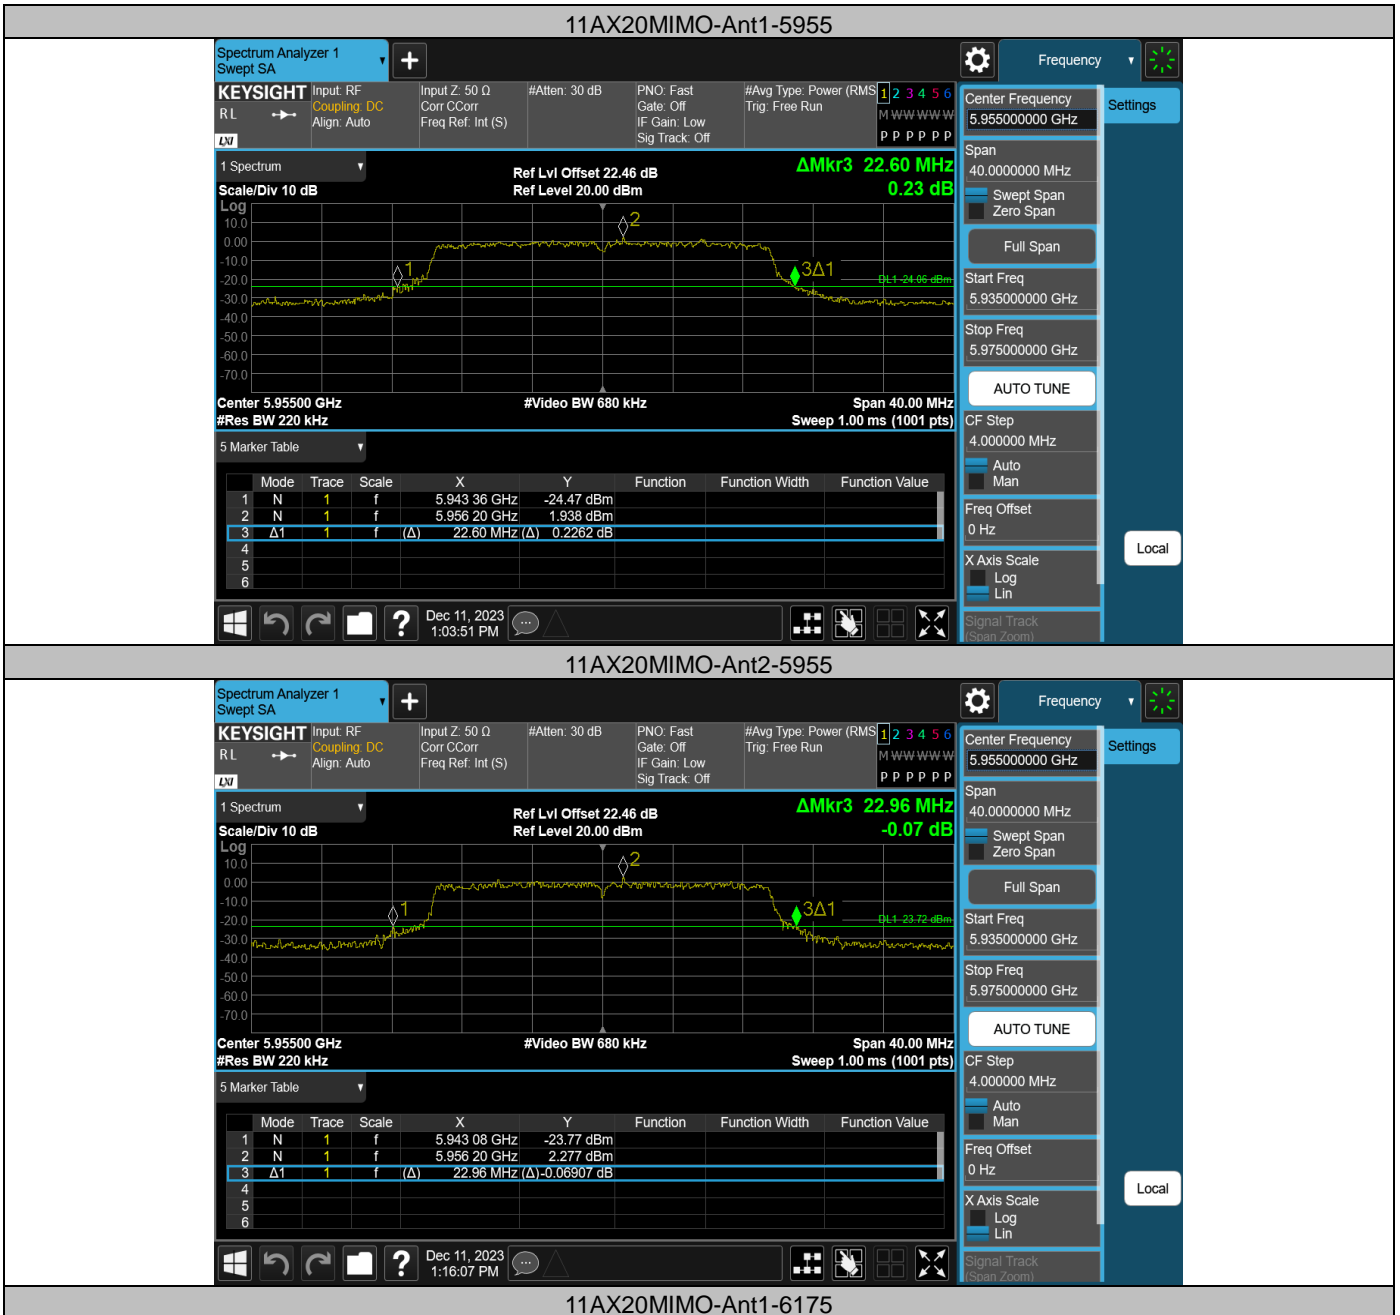 11AX20MIMO-Ant1-5955
Spectrum Analyzer 1
Swept SA
Frequency
KEYSIGHT
RL
LXI
Input: RF
Coupling: DC
Align: Auto
Input Z: 50 Ω
Corr CCorr
Freq Ref: Int (S)
#Atten: 30 dB
PNO: Fast
Gate: Off
IF Gain: Low
Sig Track: Off
#Avg Type: Power (RMS
Trig: Free Run
1 2 3 4 5 6
M W W W W W
P P P P P P
Center Frequency
5.955000000 GHz
Settings
Span
40.0000000 MHz
Swept Span
Zero Span
Full Span
Start Freq
5.935000000 GHz
Stop Freq
5.975000000 GHz
AUTO TUNE
CF Step
4.000000 MHz
Auto
Man
Freq Offset
0 Hz
X Axis Scale
Log
Lin
Signal Track
(Span Zoom)
Local
1 Spectrum
Scale/Div 10 dB
Log
Ref Lvl Offset 22.46 dB
Ref Level 20.00 dBm
ΔMkr3 22.60 MHz
0.23 dB
10.0
0.00
-10.0
-20.0
-30.0
-40.0
-50.0
-60.0
-70.0
1
2
3Δ1
DL1 -24.06 dBm
Center 5.95500 GHz
#Res BW 220 kHz
#Video BW 680 kHz
Span 40.00 MHz
Sweep 1.00 ms (1001 pts)
5 Marker Table
Mode Trace Scale X Y Function Function Width Function Value
1 N 1 f 5.943 36 GHz -24.47 dBm
2 N 1 f 5.956 20 GHz 1.938 dBm
3 Δ1 1 f (Δ) 22.60 MHz (Δ) 0.2262 dB
4
5
6
?
Dec 11, 2023
1:03:51 PM
11AX20MIMO-Ant2-5955
Spectrum Analyzer 1
Swept SA
Frequency
KEYSIGHT
RL
LXI
Input: RF
Coupling: DC
Align: Auto
Input Z: 50 Ω
Corr CCorr
Freq Ref: Int (S)
#Atten: 30 dB
PNO: Fast
Gate: Off
IF Gain: Low
Sig Track: Off
#Avg Type: Power (RMS
Trig: Free Run
1 2 3 4 5 6
M W W W W W
P P P P P P
Center Frequency
5.955000000 GHz
Settings
Span
40.0000000 MHz
Swept Span
Zero Span
Full Span
Start Freq
5.935000000 GHz
Stop Freq
5.975000000 GHz
AUTO TUNE
CF Step
4.000000 MHz
Auto
Man
Freq Offset
0 Hz
X Axis Scale
Log
Lin
Signal Track
(Span Zoom)
Local
1 Spectrum
Scale/Div 10 dB
Log
Ref Lvl Offset 22.46 dB
Ref Level 20.00 dBm
ΔMkr3 22.96 MHz
-0.07 dB
10.0
0.00
-10.0
-20.0
-30.0
-40.0
-50.0
-60.0
-70.0
1
2
3Δ1
DL1 -23.72 dBm
Center 5.95500 GHz
#Res BW 220 kHz
#Video BW 680 kHz
Span 40.00 MHz
Sweep 1.00 ms (1001 pts)
5 Marker Table
Mode Trace Scale X Y Function Function Width Function Value
1 N 1 f 5.943 08 GHz -23.77 dBm
2 N 1 f 5.956 20 GHz 2.277 dBm
3 Δ1 1 f (Δ) 22.96 MHz (Δ) -0.06907 dB
4
5
6
?
Dec 11, 2023
1:16:07 PM
11AX20MIMO-Ant1-6175